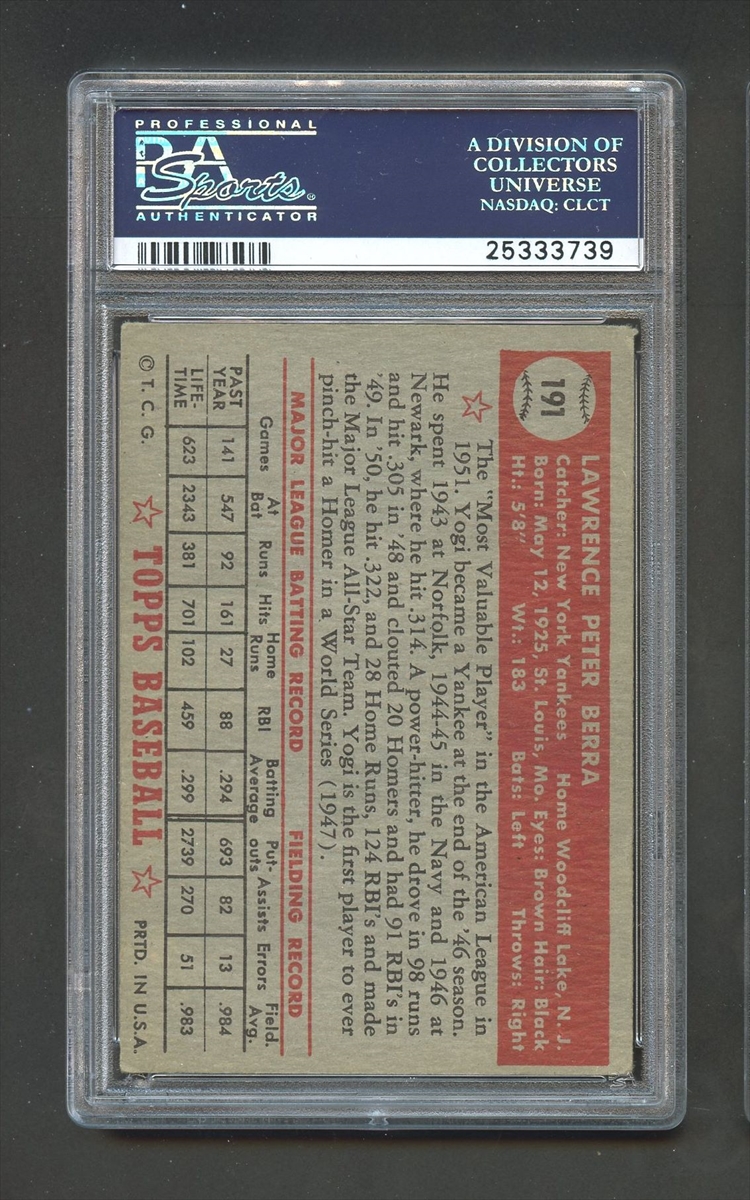 PROFESSIONAL
PSA
Sports ®
AUTHENTICATOR
A DIVISION OF
COLLECTORS
UNIVERSE
NASDAQ: CLCT
25333739
191
LAWRENCE PETER BERRA
Catcher: New York Yankees Home Woodcliff Lake, N. J.
Born: May 12, 1925, St. Louis, Mo. Eyes: Brown Hair: Black
Ht.: 5'8" Wt.: 183 Bats: Left Throws: Right
The "Most Valuable Player" in the American League in
1951. Yogi became a Yankee at the end of the '46 season.
He spent 1943 at Norfolk, 1944-45 in the Navy and 1946 at
Newark, where he hit .314. A power-hitter, he drove in 98 runs
and hit .305 in '48 and clouted 20 Homers and had 91 RBI's in
'49. In '50, he hit .322, and 28 Home Runs, 124 RBI's and made
the Major League All-Star Team. Yogi is the first player to ever
pinch-hit a Homer in a World Series (1947).
MAJOR LEAGUE BATTING RECORD FIELDING RECORD
Games At Bat Runs Hits Home Runs RBI Batting Average Put-outs Assists Errors Field. Avg.
PAST YEAR 141 547 92 161 27 88 .294 693 82 13 .984
LIFE-TIME 623 2343 381 701 102 459 .299 2739 270 51 .983
© T. C. G. TOPPS BASEBALL PRTD. IN U.S.A.